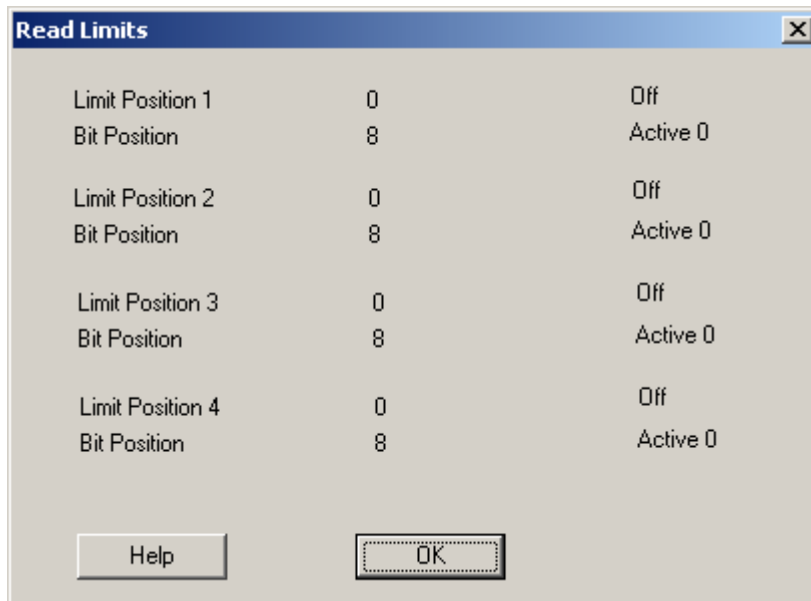 Read Limits
Limit Position 1 0 Off
Bit Position 8 Active 0
Limit Position 2 0 Off
Bit Position 8 Active 0
Limit Position 3 0 Off
Bit Position 8 Active 0
Limit Position 4 0 Off
Bit Position 8 Active 0
Help OK